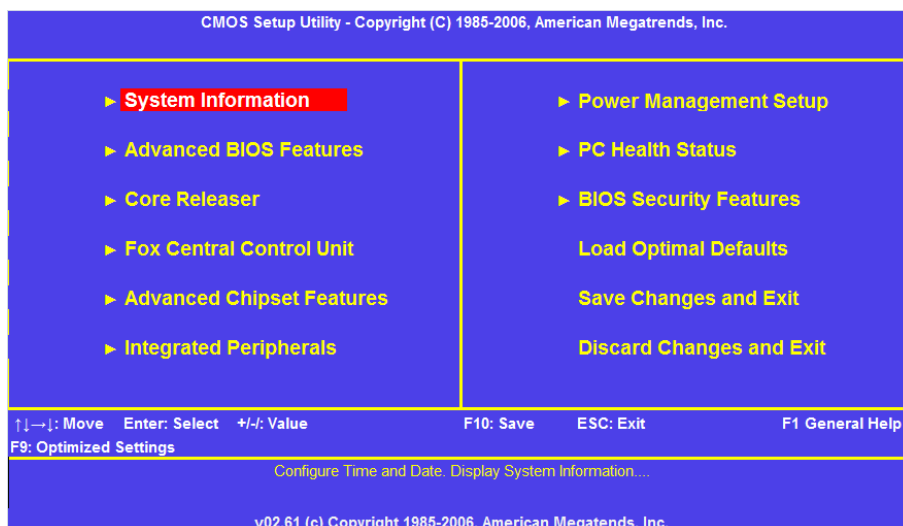 CMOS Setup Utility - Copyright (C) 1985-2006, American Megatrends, Inc.
► System Information
► Advanced BIOS Features
► Core Releaser
► Fox Central Control Unit
► Advanced Chipset Features
► Integrated Peripherals
► Power Management Setup
► PC Health Status
► BIOS Security Features
Load Optimal Defaults
Save Changes and Exit
Discard Changes and Exit
↑↓→↓: Move Enter: Select +/-/: Value F10: Save ESC: Exit F1 General Help
F9: Optimized Settings
Configure Time and Date. Display System Information....
v02.61 (c) Copyright 1985-2006, American Megatends, Inc.